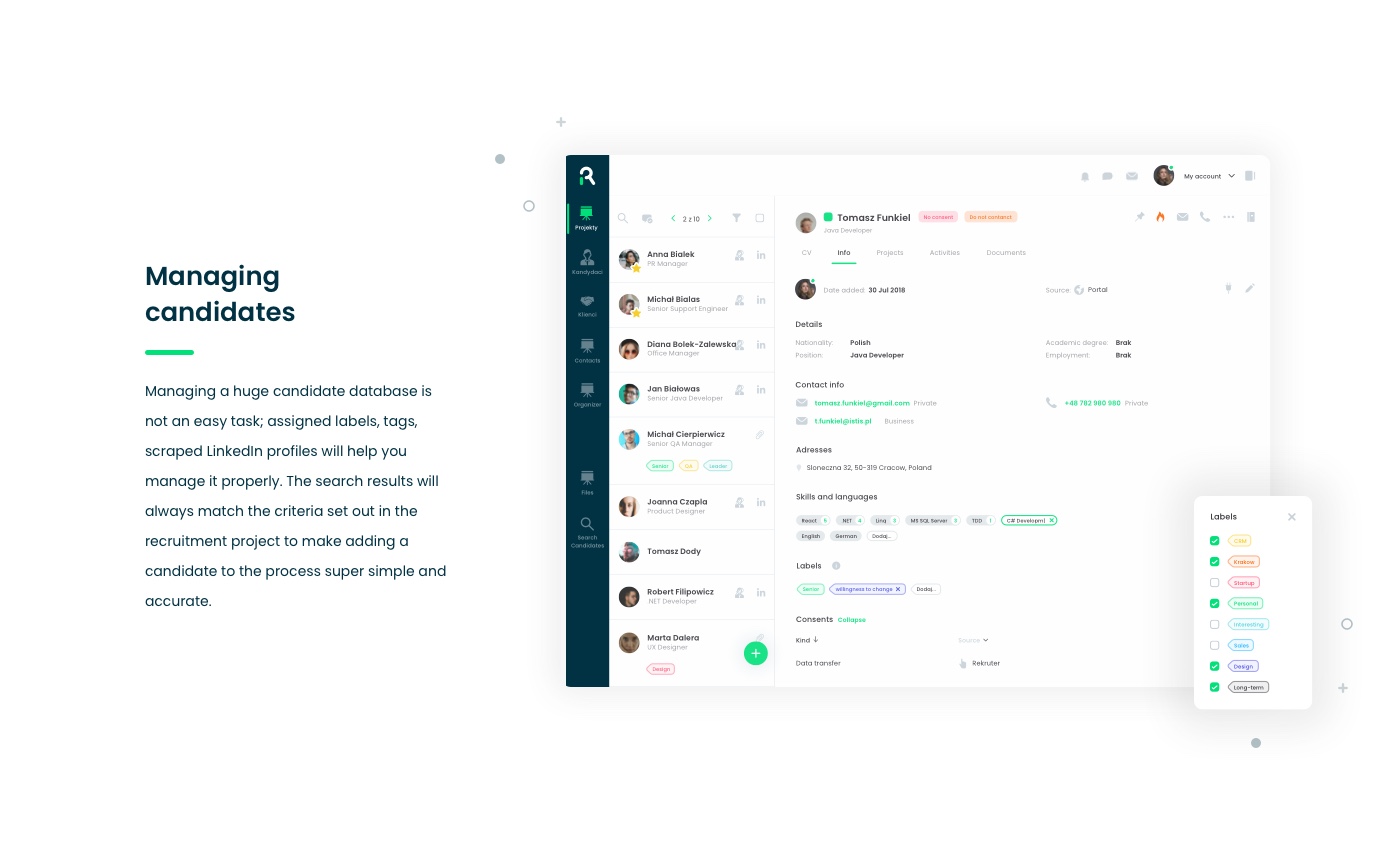 Managing
candidates
Managing a huge candidate database is
not an easy task; assigned labels, tags,
scraped LinkedIn profiles will help you
manage it properly. The search results will
always match the criteria set out in the
recruitment project to make adding a
candidate to the process super simple and
accurate.
Projekty
Kandydaci
Klienci
Contacts
Organizer
Files
Search
Candidates
My account
2 z 10
Anna Bialek
PR Manager
Michał Bialas
Senior Support Engineer
Diana Bolek-Zalewska
Office Manager
Jan Białowas
Senior Java Developer
Michał Cierpierwicz
Senior QA Manager
Senior QA Leader
Joanna Czapla
Product Designer
Tomasz Dody
Robert Filipowicz
.NET Developer
Marta Dalera
UX Designer
Design
Tomasz Funkiel No consent Do not contanct
Java Developer
CV Info Projects Activities Documents
Date added: 30 Jul 2018 Source: Portal
Details
Nationality: Polish Academic degree: Brak
Position: Java Developer Employment: Brak
Contact info
tomasz.funkiel@gmail.com Private +48 782 980 980 Private
t.funkiel@istis.pl Business
Adresses
Sloneczna 32, 50-319 Cracow, Poland
Skills and languages
React .NET 4 Linq MS SQL Server TDD 1 C# Developm|
English German Dodaj...
Labels
Senior willingness to change Dodaj...
Consents Collapse
Kind Source
Data transfer Rekruter
Labels
CRM
Krakow
Startup
Personal
Interesting
Sales
Design
Long-term